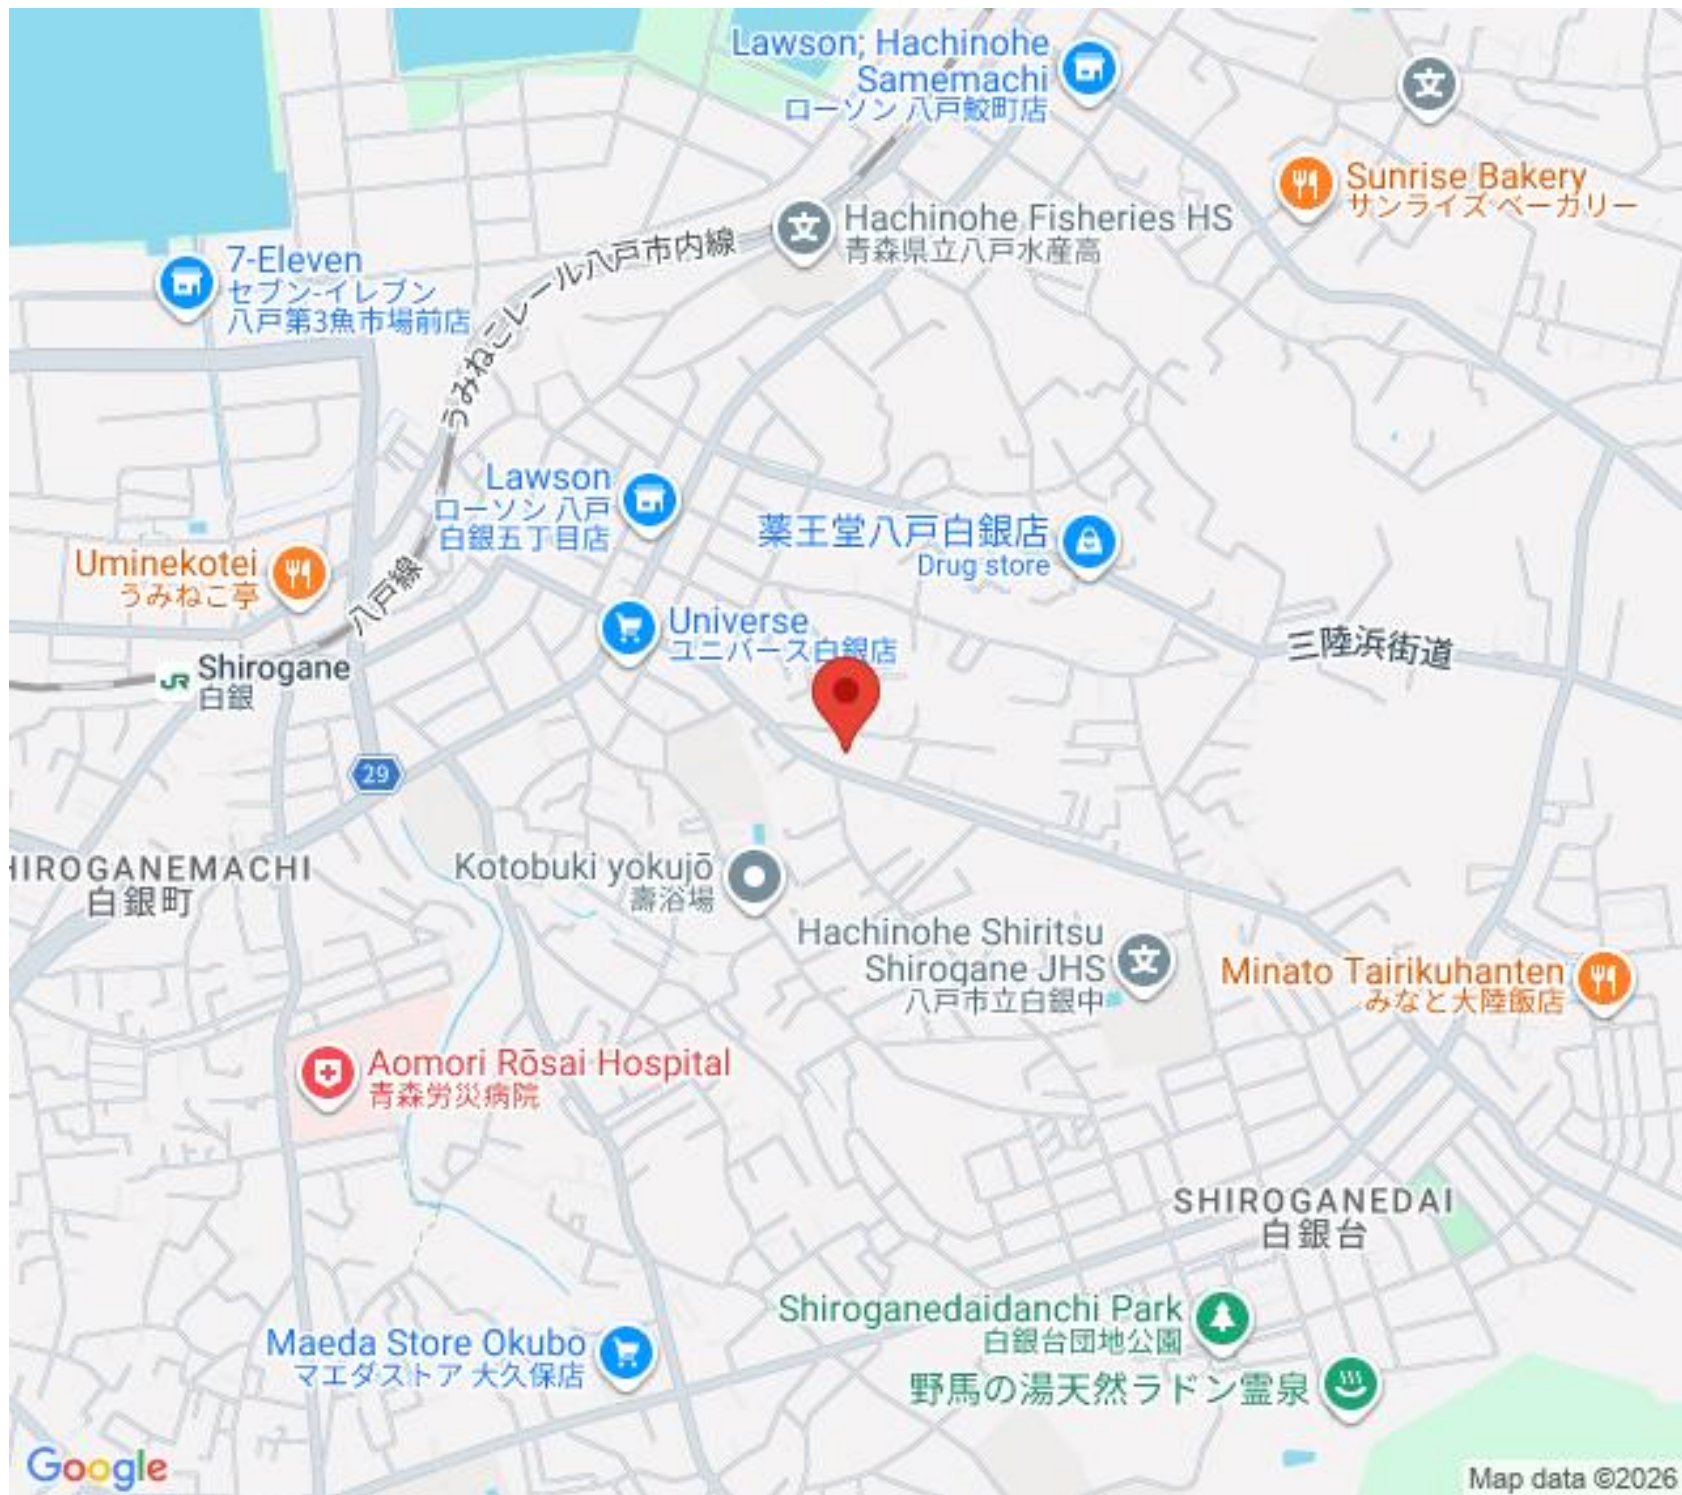 Lawson; Hachinohe
Samemachi
ローソン 八戸鮫町店
Sunrise Bakery
サンライズ ベーカリー
Hachinohe Fisheries HS
青森県立八戸水産高
うみねこレール八戸市内線
7-Eleven
セブン-イレブン
八戸第3魚市場前店
Lawson
ローソン 八戸
白銀五丁目店
薬王堂八戸白銀店
Drug store
Uminekotei
うみねこ亭
八戸線
Universe
ユニバース白銀店
三陸浜街道
JR
Shirogane
白銀
29
HIROGANEMACHI
白銀町
Kotobuki yokujō
壽浴場
Hachinohe Shiritsu
Shirogane JHS
八戸市立白銀中
Minato Tairikuhanten
みなと大陸飯店
Aomori Rōsai Hospital
青森労災病院
SHIROGANEDAI
白銀台
Shiroganedaidanchi Park
白銀台団地公園
Maeda Store Okubo
マエダストア 大久保店
野馬の湯天然ラドン霊泉
Google
Map data ©2026